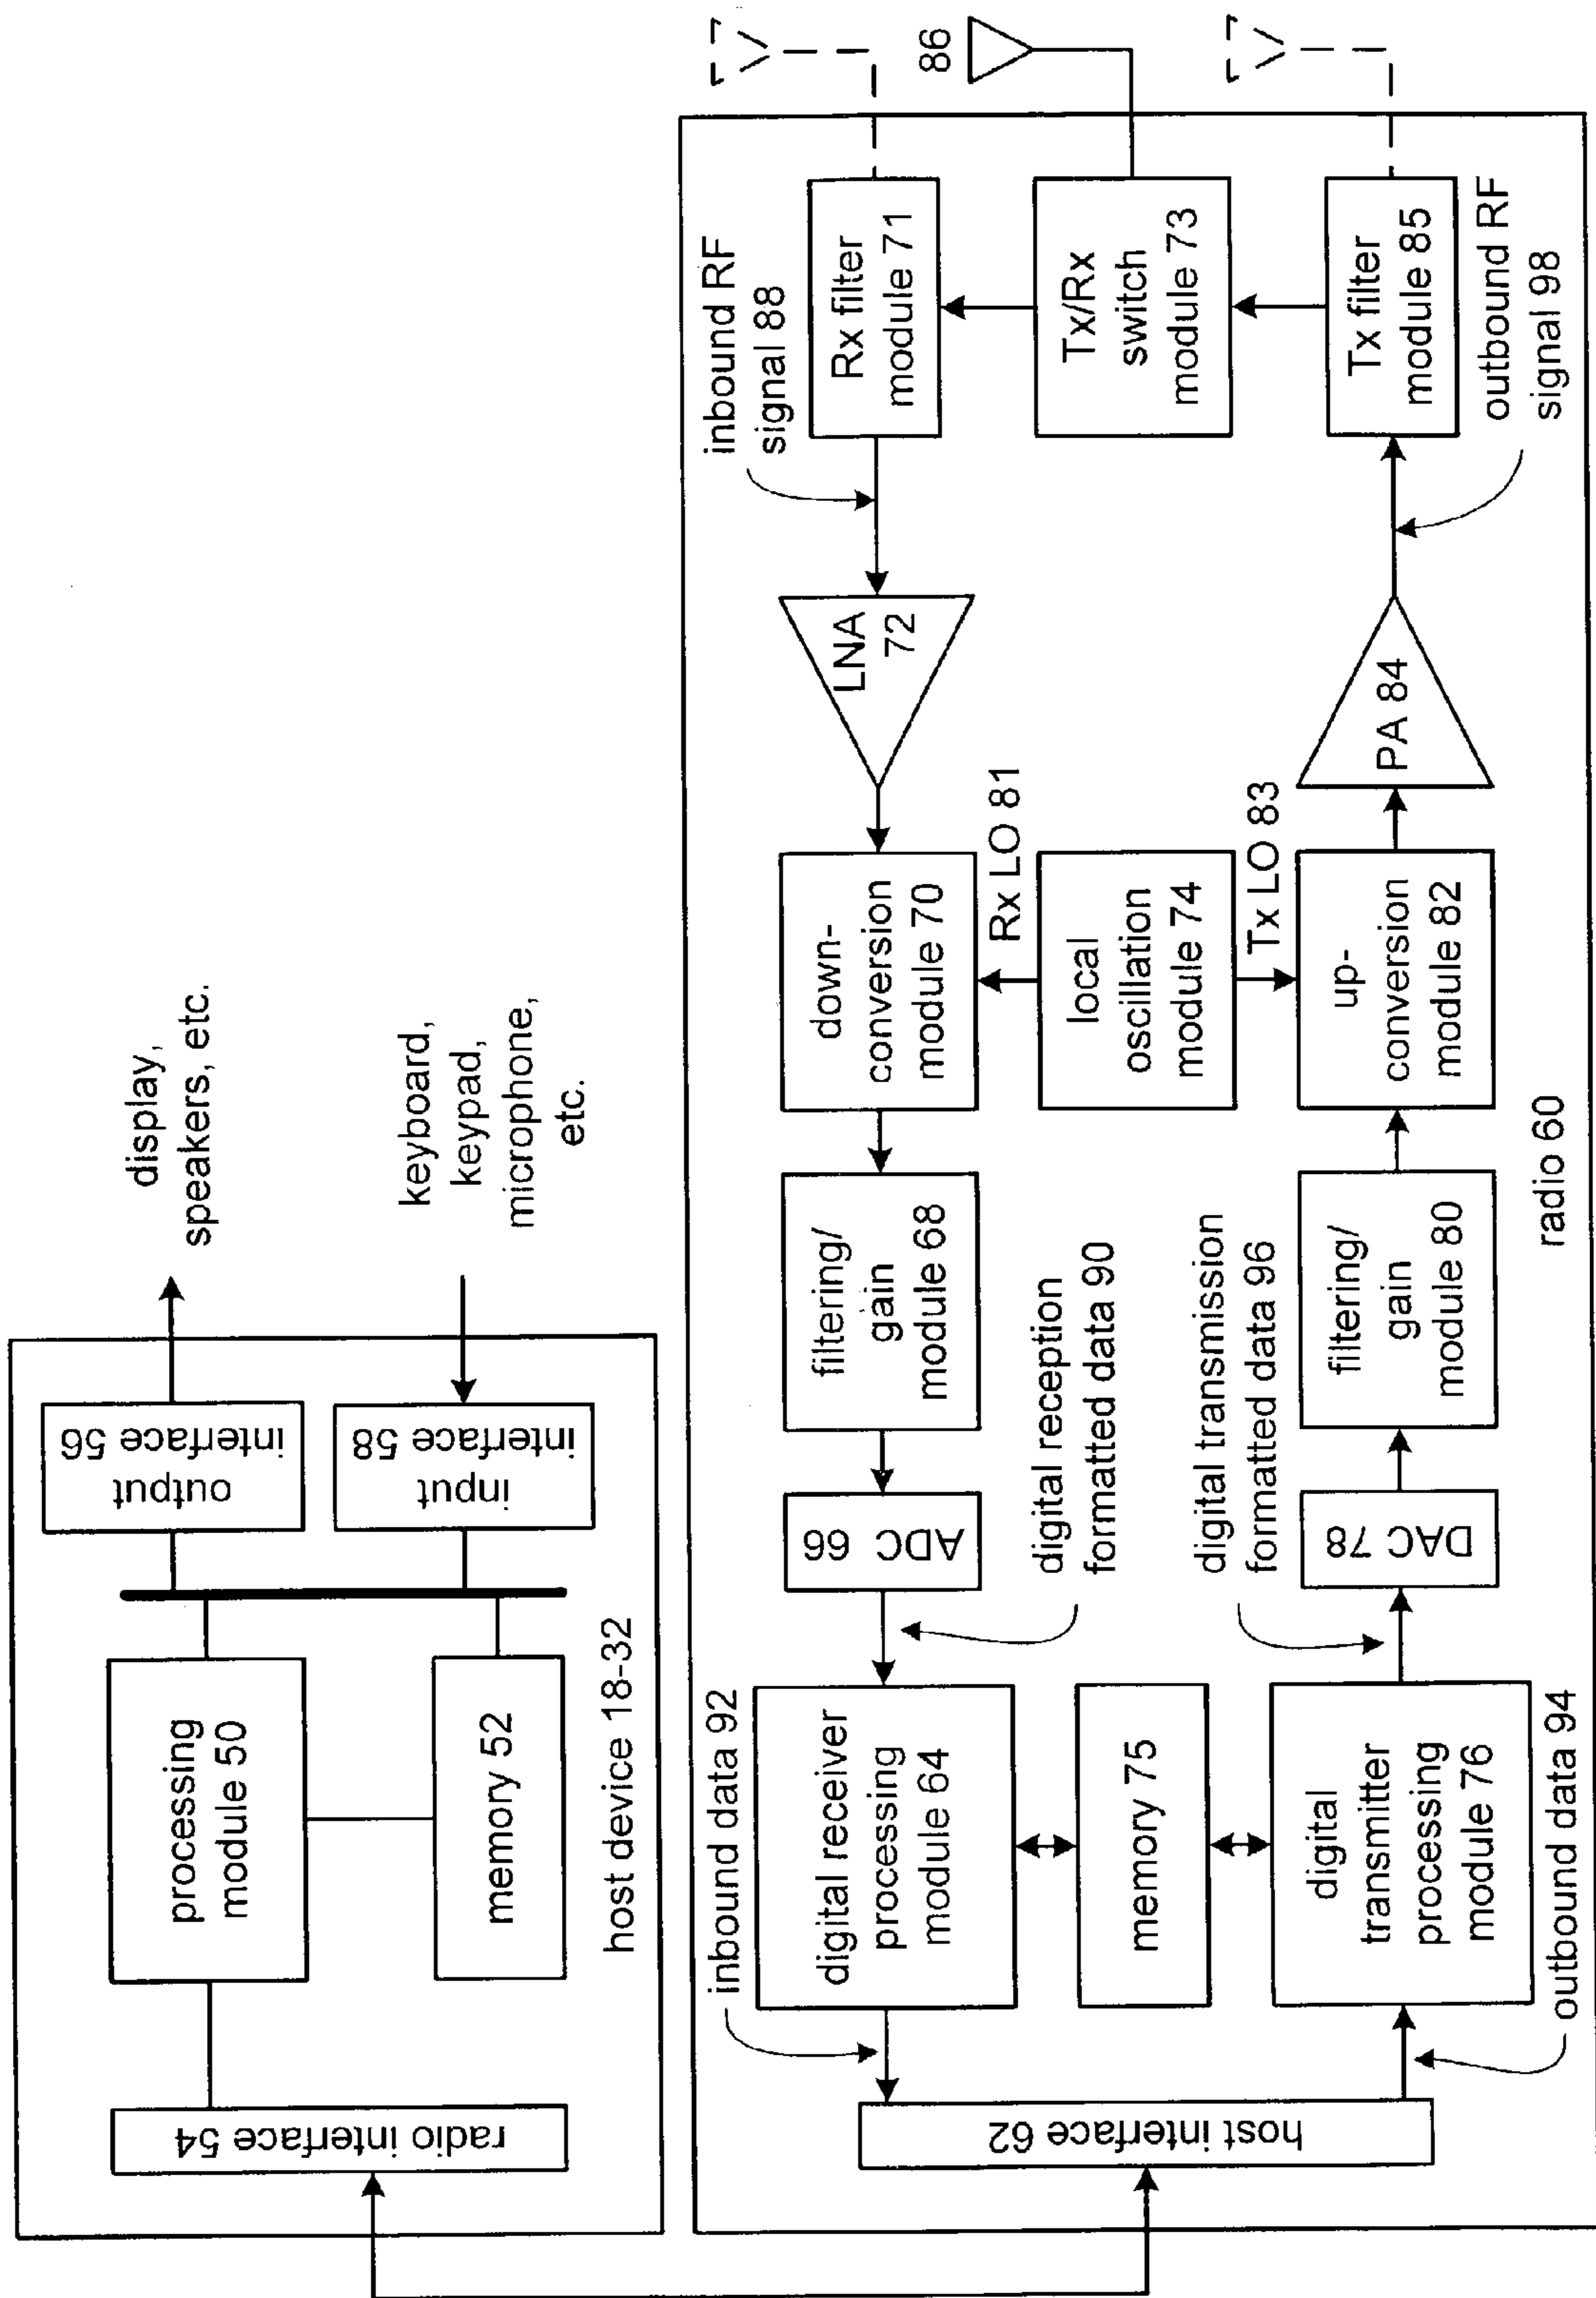 radio interface 54
processing
module 50
memory 52
output
interface 56
input
interface 58
display,
speakers, etc.
keyboard,
keypad,
microphone,
etc.
host device 18-32
host interface 62
inbound data 92
digital receiver
processing
module 64
ADC 66
filtering/
gain
module 68
down-
conversion
module 70
LNA
72
inbound RF
signal 88
Rx filter
module 71
86
digital reception
formatted data 90
Rx LO 81
memory 75
local
oscillation
module 74
Tx/Rx
switch
module 73
digital transmission
formatted data 96
Tx LO 83
digital
transmitter
processing
module 76
DAC 78
filtering/
gain
module 80
up-
conversion
module 82
PA 84
Tx filter
module 85
outbound RF
signal 98
outbound data 94
radio 60